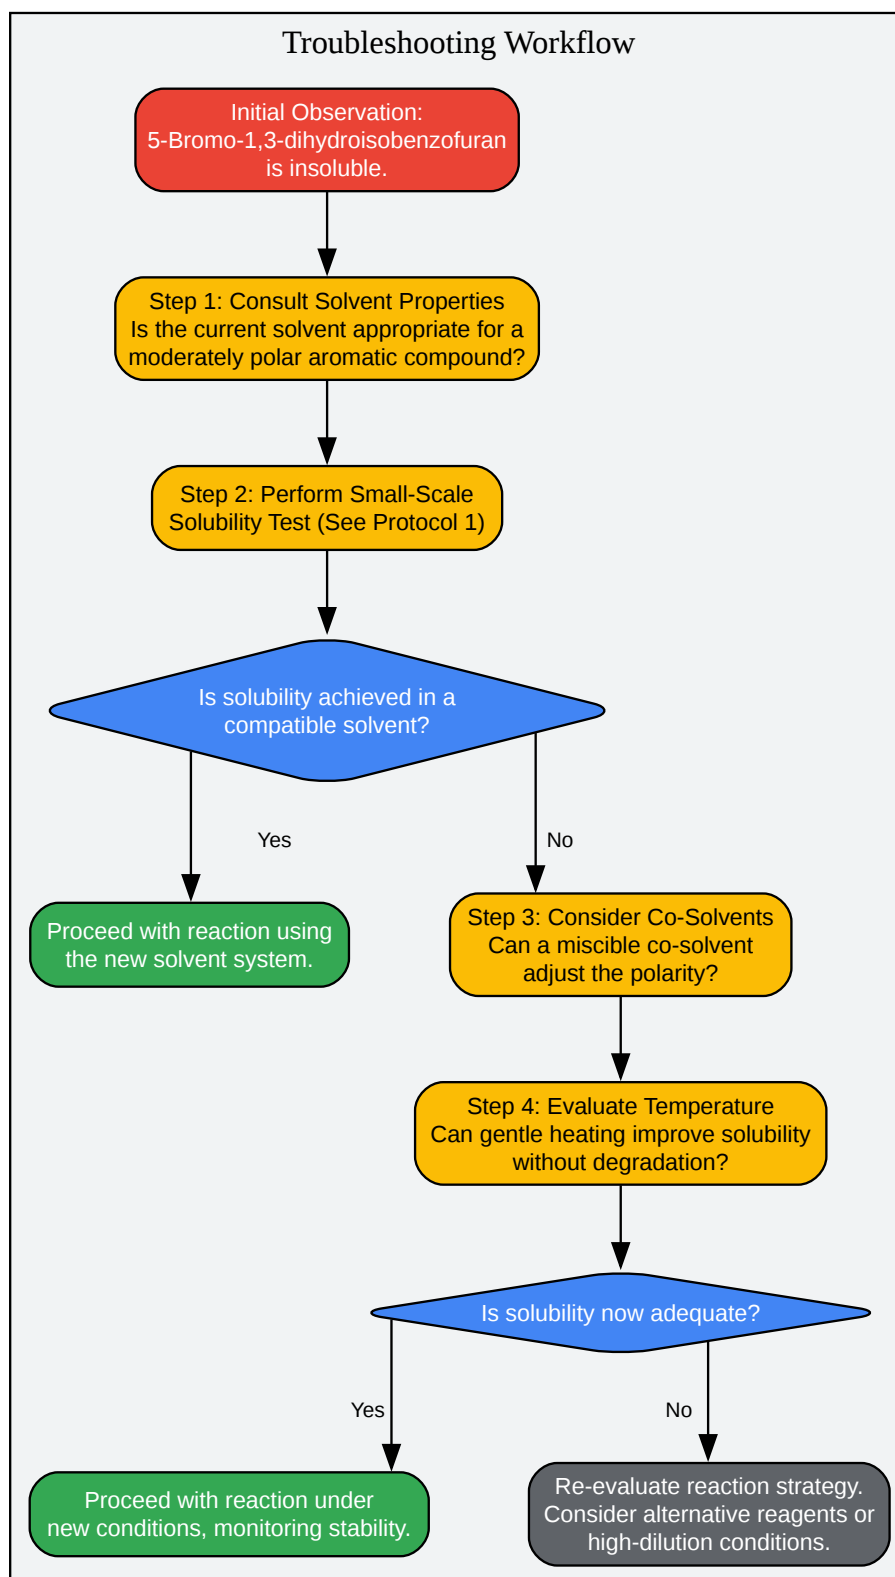 Troubleshooting Workflow
Initial Observation:
5-Bromo-1,3-dihydroisobenzofuran
is insoluble.
Step 1: Consult Solvent Properties
Is the current solvent appropriate for a
moderately polar aromatic compound?
Step 2: Perform Small-Scale
Solubility Test (See Protocol 1)
Is solubility achieved in a
compatible solvent?
Yes
No
Proceed with reaction using
the new solvent system.
Step 3: Consider Co-Solvents
Can a miscible co-solvent
adjust the polarity?
Step 4: Evaluate Temperature
Can gentle heating improve solubility
without degradation?
Is solubility now adequate?
Yes
No
Proceed with reaction under
new conditions, monitoring stability.
Re-evaluate reaction strategy.
Consider alternative reagents or
high-dilution conditions.